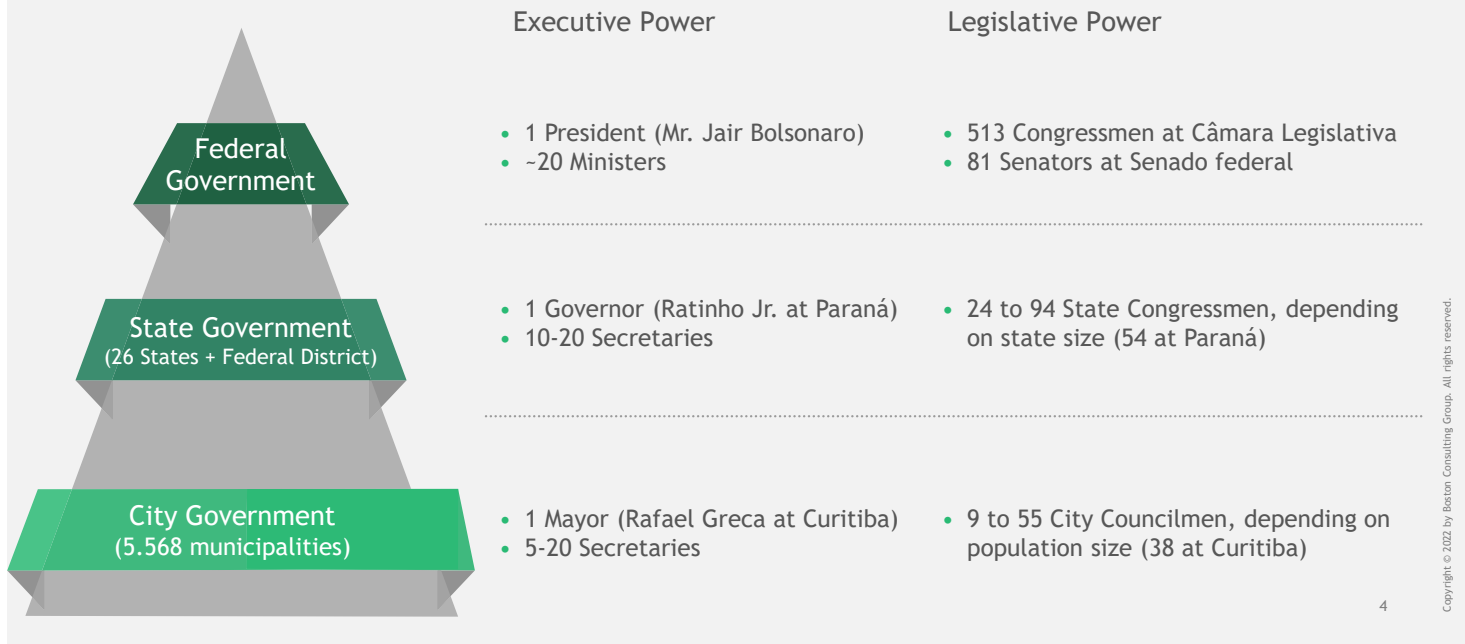 Executive Power
Legislative Power
Federal
Government
• 1 President (Mr. Jair Bolsonaro)
• ~20 Ministers
• 513 Congressmen at Câmara Legislativa
• 81 Senators at Senado federal
State Government
(26 States + Federal District)
• 1 Governor (Ratinho Jr. at Paraná)
• 10-20 Secretaries
• 24 to 94 State Congressmen, depending
on state size (54 at Paraná)
City Government
(5.568 municipalities)
• 1 Mayor (Rafael Greca at Curitiba)
• 5-20 Secretaries
• 9 to 55 City Councilmen, depending on
population size (38 at Curitiba)
4
Copyright © 2022 by Boston Consulting Group. All rights reserved.